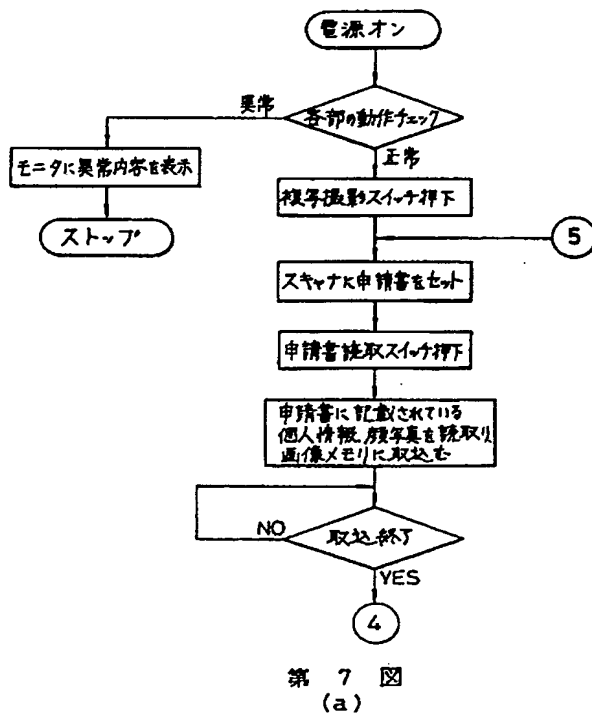 電源オン
各部の動作チェック
異常
正常
モニタに異常内容を表示
ストップ
複写撮影スイッチ押下
5
スキャナに申請書をセット
申請書読取スイッチ押下
申請書に記載されている
個人情報、顔写真を読取り
画像メモリに取込む
取込終了
NO
YES
4
第 7 図
(a)